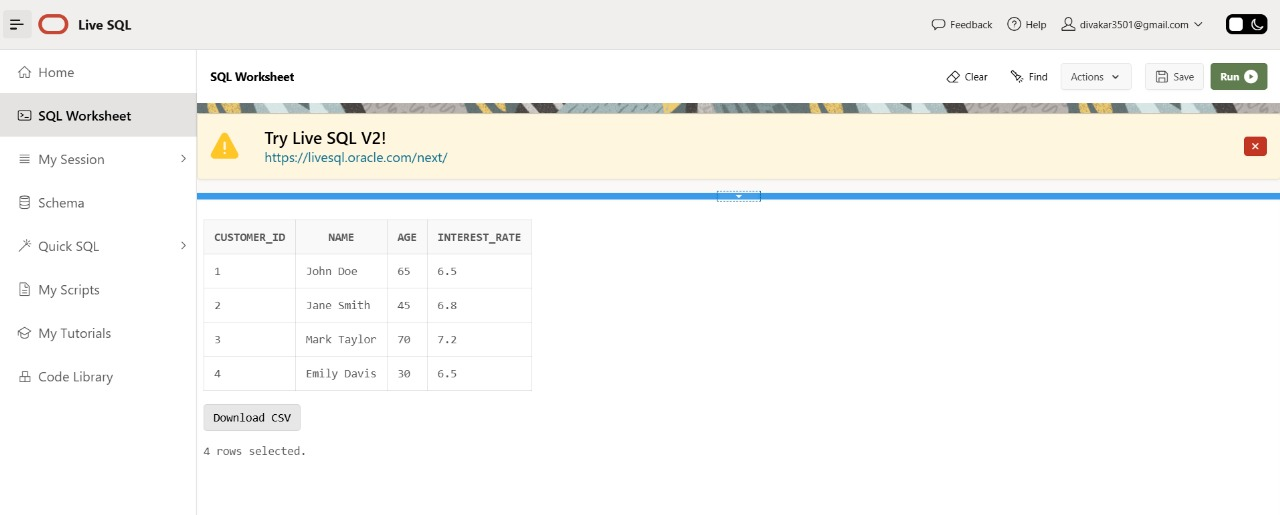 Live SQL
Feedback
Help
divakar3501@gmail.com
Home
SQL Worksheet
My Session
Schema
Quick SQL
My Scripts
My Tutorials
Code Library
SQL Worksheet
Clear
Find
Actions
Save
Run
Try Live SQL V2!
https://livesql.oracle.com/next/
CUSTOMER_ID NAME AGE INTEREST_RATE
1 John Doe 65 6.5
2 Jane Smith 45 6.8
3 Mark Taylor 70 7.2
4 Emily Davis 30 6.5
Download CSV
4 rows selected.